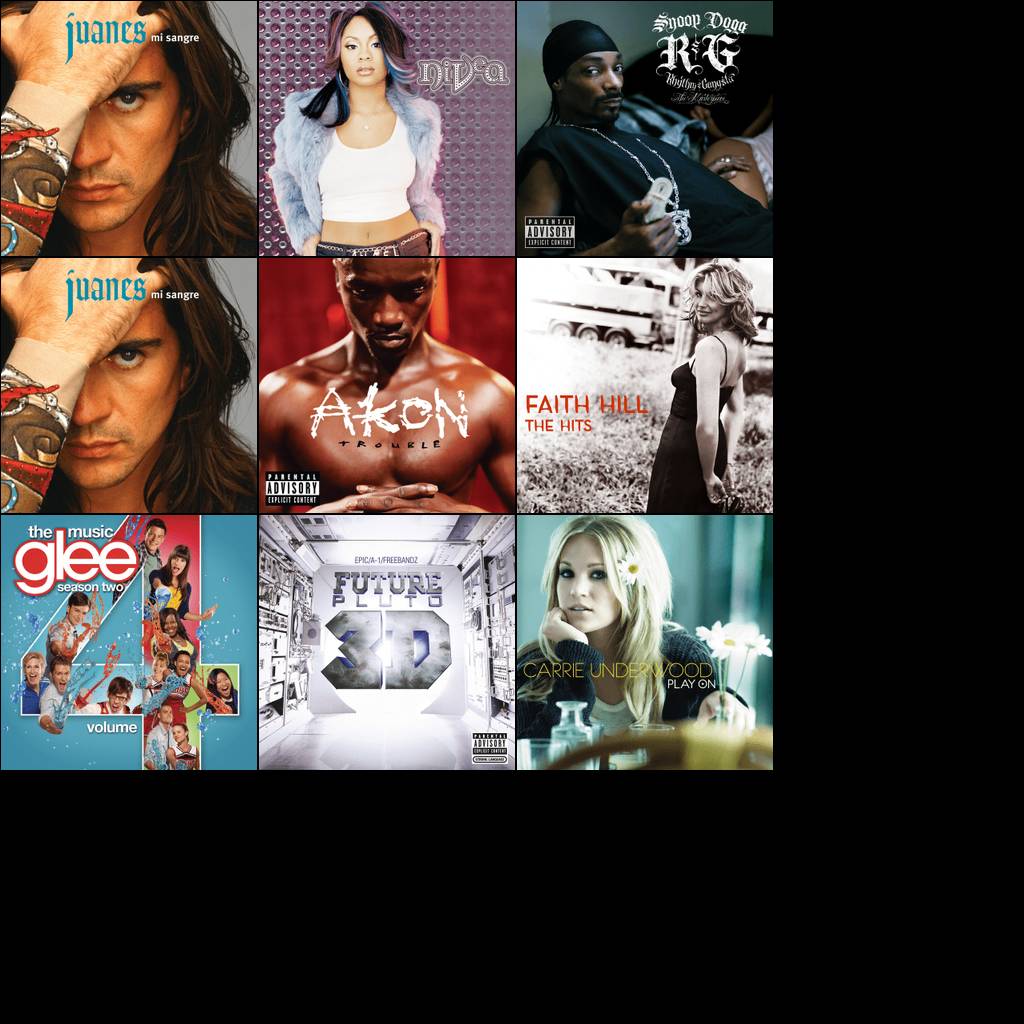 juanes mi sangre
niVea
Snoop Dogg
R&G
Rhythm & Gangsta
The Masterpiece
PARENTAL
ADVISORY
EXPLICIT CONTENT
juanes mi sangre
AKON
TROUBLE
PARENTAL
ADVISORY
EXPLICIT CONTENT
FAITH HILL
THE HITS
the music
glee
season two
4
volume
EPIC/A-1/FREEBANDZ
FUTURE
PLUTO
3D
PARENTAL
ADVISORY
EXPLICIT CONTENT
STRONG LANGUAGE
CARRIE UNDERWOOD
PLAY ON